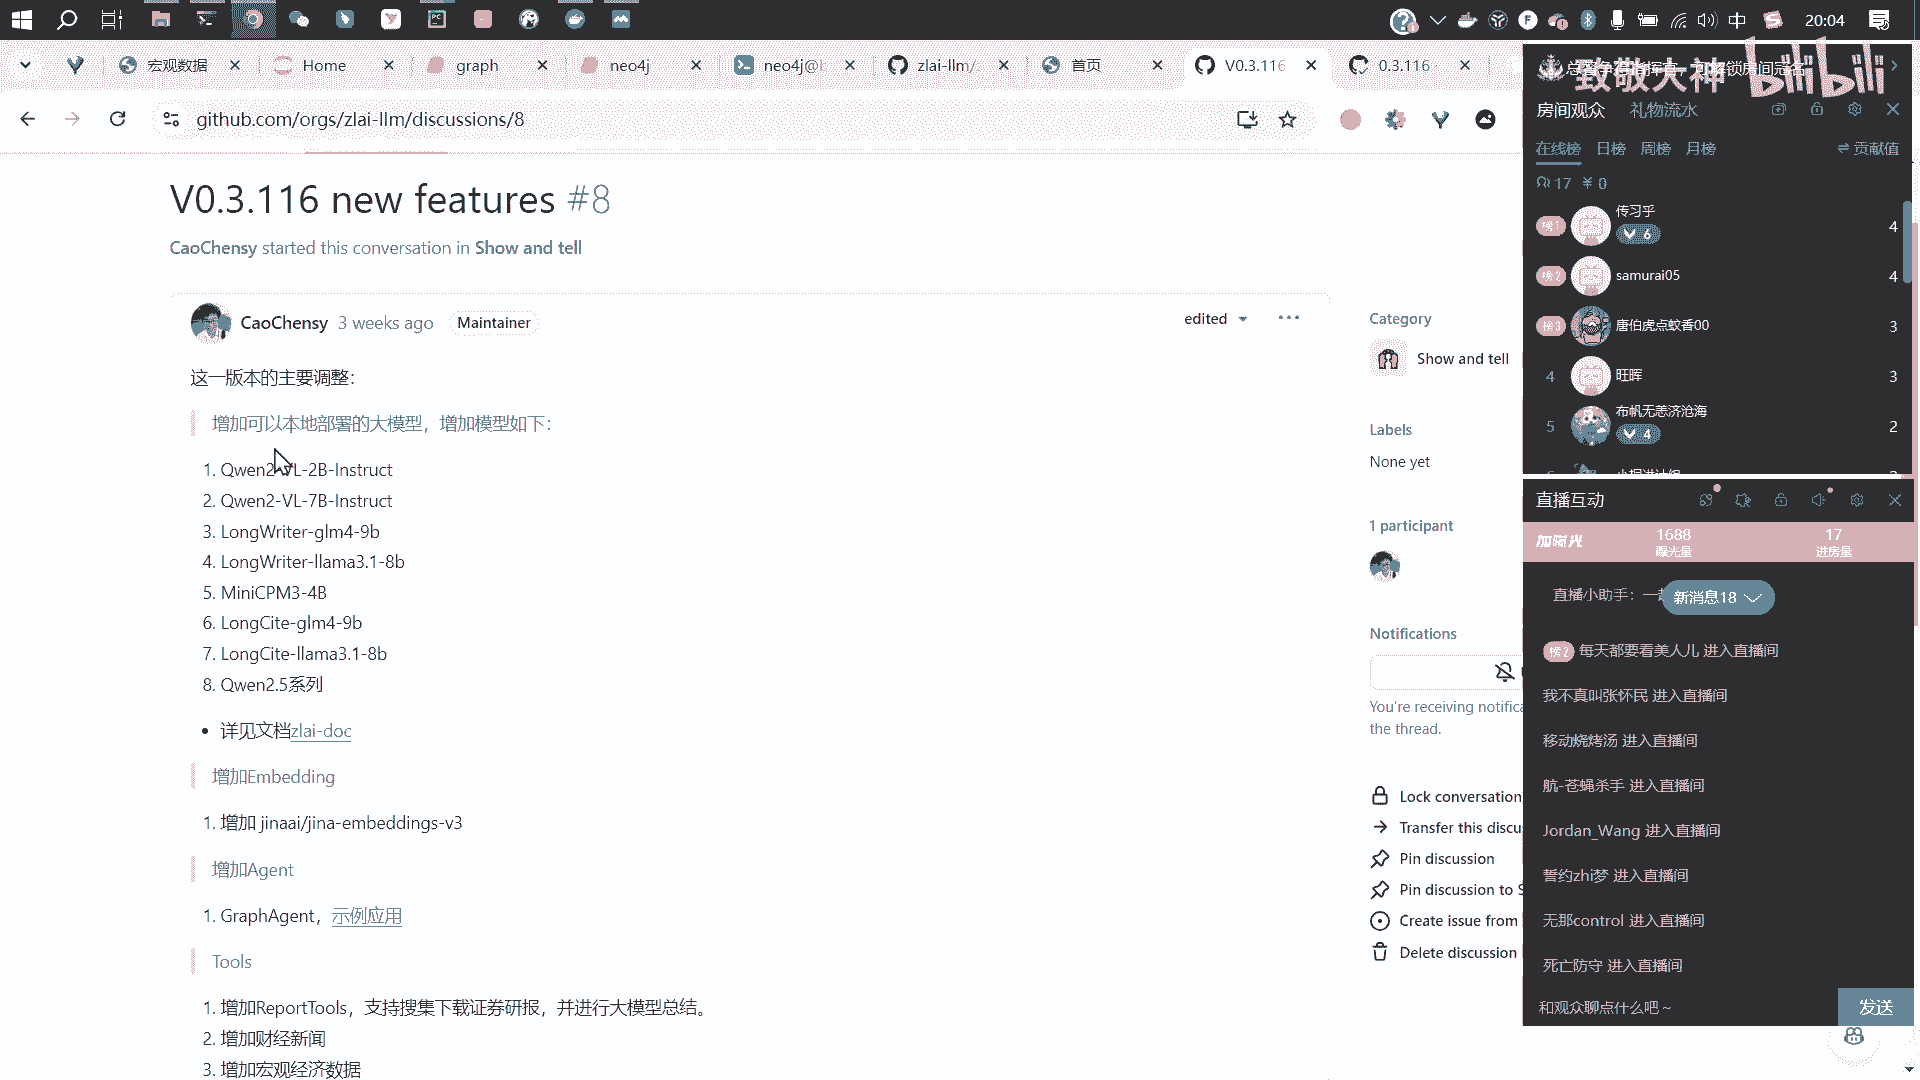 中
20:04
宏观数据
Home
graph
neo4j
neo4j@b
zlai-llm/
首页
V0.3.116
0.3.116
github.com/orgs/zlai-llm/discussions/8
V0.3.116 new features #8
CaoChensy started this conversation in Show and tell
CaoChensy 3 weeks ago Maintainer
edited
这一版本的主要调整：
增加可以本地部署的大模型，增加模型如下：
1. Qwen2-VL-2B-Instruct
2. Qwen2-VL-7B-Instruct
3. LongWriter-glm4-9b
4. LongWriter-llama3.1-8b
5. MiniCPM3-4B
6. LongCite-glm4-9b
7. LongCite-llama3.1-8b
8. Qwen2.5系列
详见文档zlai-doc
增加Embedding
1. 增加 jinaai/jina-embeddings-v3
增加Agent
1. GraphAgent，示例应用
Tools
1. 增加ReportTools，支持搜集下载证券研报，并进行大模型总结。
2. 增加财经新闻
3. 增加宏观经济数据
Category
Show and tell
Labels
None yet
1 participant
Notifications
You're receiving notifica
the thread.
Lock conversation
Transfer this discu
Pin discussion
Pin discussion to S
Create issue from
Delete discussion
致敬大神
bilibili
房间观众 礼物流水
在线榜 日榜 周榜 月榜
贡献值
17 ¥ 0
榜1 传习乎 6 4
榜2 samurai05 4
榜3 唐伯虎点蚊香00 3
4 旺晖 3
5 布帆无恙济沧海 4 2
直播互动
加曝光
1688
曝光量
17
进房量
直播小助手：一
新消息18
榜2 每天都要看美人儿 进入直播间
我不真叫张怀民 进入直播间
移动烧烤汤 进入直播间
航-苍蝇杀手 进入直播间
Jordan_Wang 进入直播间
誓约zhi梦 进入直播间
无那control 进入直播间
死亡防守 进入直播间
和观众聊点什么吧~
发送